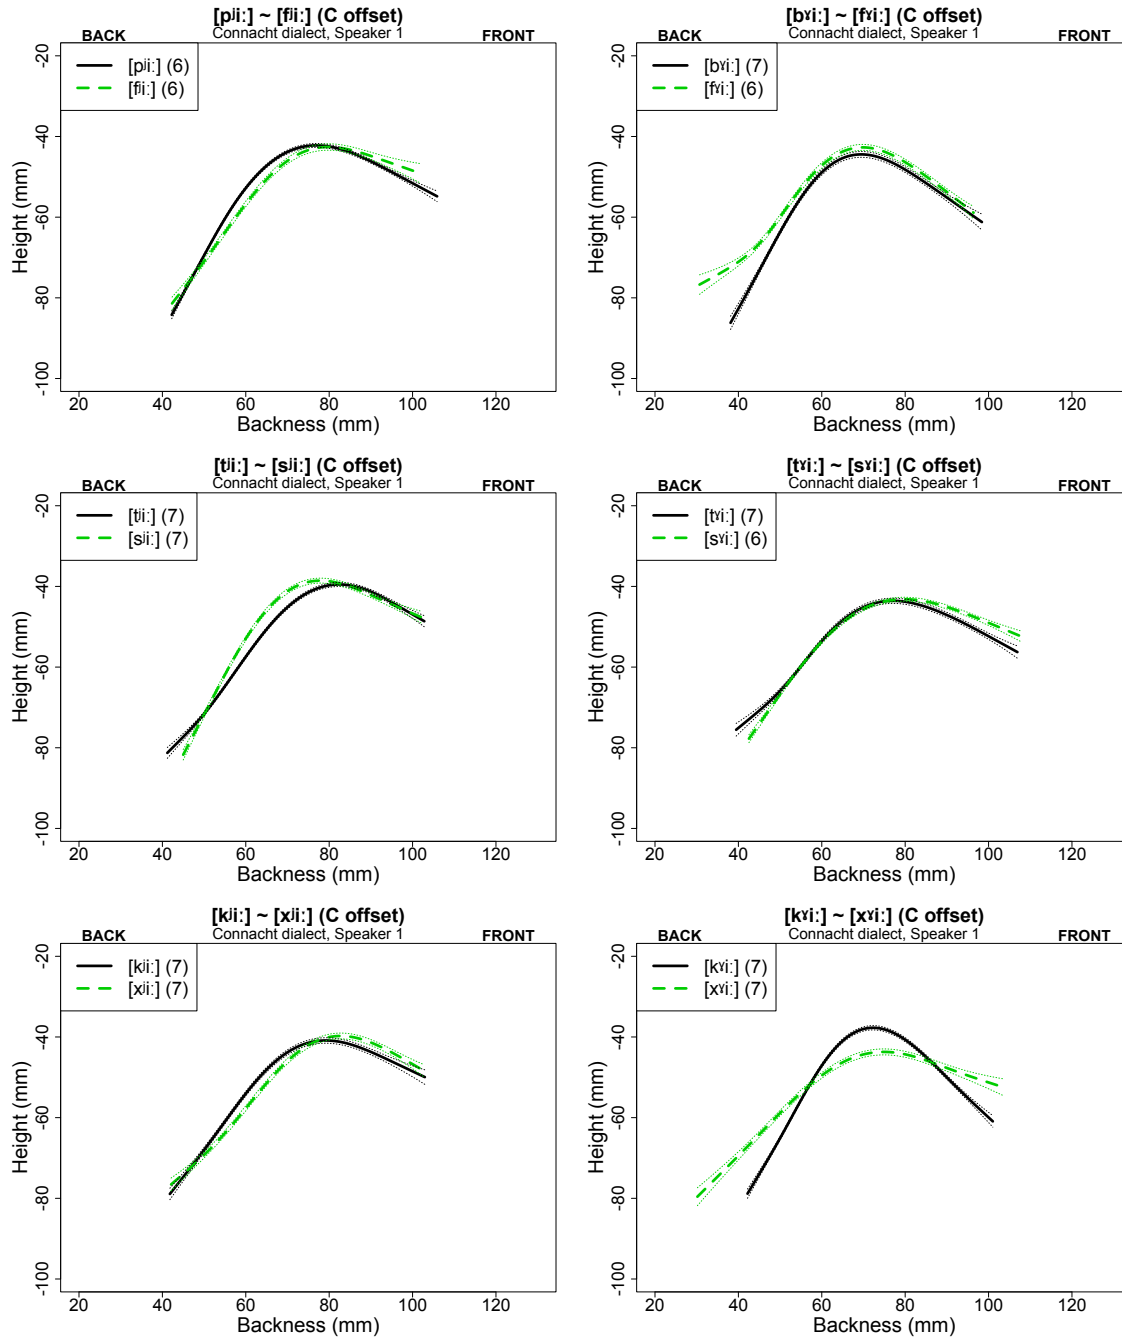 [pʲiː] ~ [fʲiː] (C offset)
Connacht dialect, Speaker 1
BACK
FRONT
[pʲiː] (6)
[fʲiː] (6)
-20
-40
-60
-80
-100
Height (mm)
20 40 60 80 100 120
Backness (mm)
[bˠiː] ~ [fˠiː] (C offset)
Connacht dialect, Speaker 1
BACK
FRONT
[bˠiː] (7)
[fˠiː] (6)
-20
-40
-60
-80
-100
Height (mm)
20 40 60 80 100 120
Backness (mm)
[tʲiː] ~ [sʲiː] (C offset)
Connacht dialect, Speaker 1
BACK
FRONT
[tʲiː] (7)
[sʲiː] (7)
-20
-40
-60
-80
-100
Height (mm)
20 40 60 80 100 120
Backness (mm)
[tˠiː] ~ [sˠiː] (C offset)
Connacht dialect, Speaker 1
BACK
FRONT
[tˠiː] (7)
[sˠiː] (6)
-20
-40
-60
-80
-100
Height (mm)
20 40 60 80 100 120
Backness (mm)
[kʲiː] ~ [xʲiː] (C offset)
Connacht dialect, Speaker 1
BACK
FRONT
[kʲiː] (7)
[xʲiː] (7)
-20
-40
-60
-80
-100
Height (mm)
20 40 60 80 100 120
Backness (mm)
[kˠiː] ~ [xˠiː] (C offset)
Connacht dialect, Speaker 1
BACK
FRONT
[kˠiː] (7)
[xˠiː] (7)
-20
-40
-60
-80
-100
Height (mm)
20 40 60 80 100 120
Backness (mm)